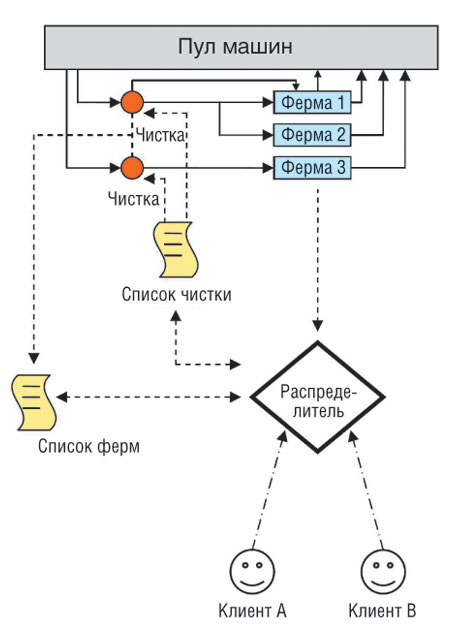 Пул машин
Ферма 1
Чистка
Ферма 2
Ферма 3
Чистка
Список чистки
Распреде-
литель
Список ферм
Клиент А
Клиент В